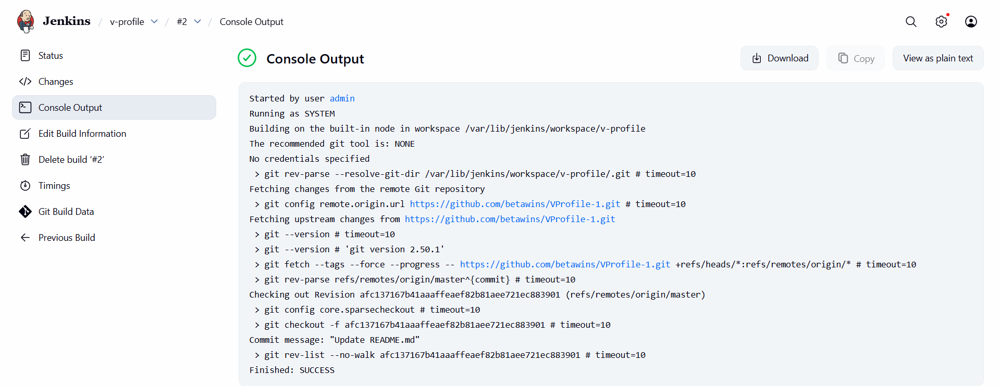 Jenkins / v-profile / #2 / Console Output
Status
Changes
Console Output
Edit Build Information
Delete build ‘#2’
Timings
Git Build Data
Previous Build
Console Output
Download
Copy
View as plain text
Started by user admin
Running as SYSTEM
Building on the built-in node in workspace /var/lib/jenkins/workspace/v-profile
The recommended git tool is: NONE
No credentials specified
 > git rev-parse --resolve-git-dir /var/lib/jenkins/workspace/v-profile/.git # timeout=10
Fetching changes from the remote Git repository
 > git config remote.origin.url https://github.com/betawins/VProfile-1.git # timeout=10
Fetching upstream changes from https://github.com/betawins/VProfile-1.git
 > git --version # timeout=10
 > git --version # 'git version 2.50.1'
 > git fetch --tags --force --progress -- https://github.com/betawins/VProfile-1.git +refs/heads/*:refs/remotes/origin/* # timeout=10
 > git rev-parse refs/remotes/origin/master^{commit} # timeout=10
Checking out Revision afc137167b41aaaffeaef82b81aee721ec883901 (refs/remotes/origin/master)
 > git config core.sparsecheckout # timeout=10
 > git checkout -f afc137167b41aaaffeaef82b81aee721ec883901 # timeout=10
Commit message: "Update README.md"
 > git rev-list --no-walk afc137167b41aaaffeaef82b81aee721ec883901 # timeout=10
Finished: SUCCESS